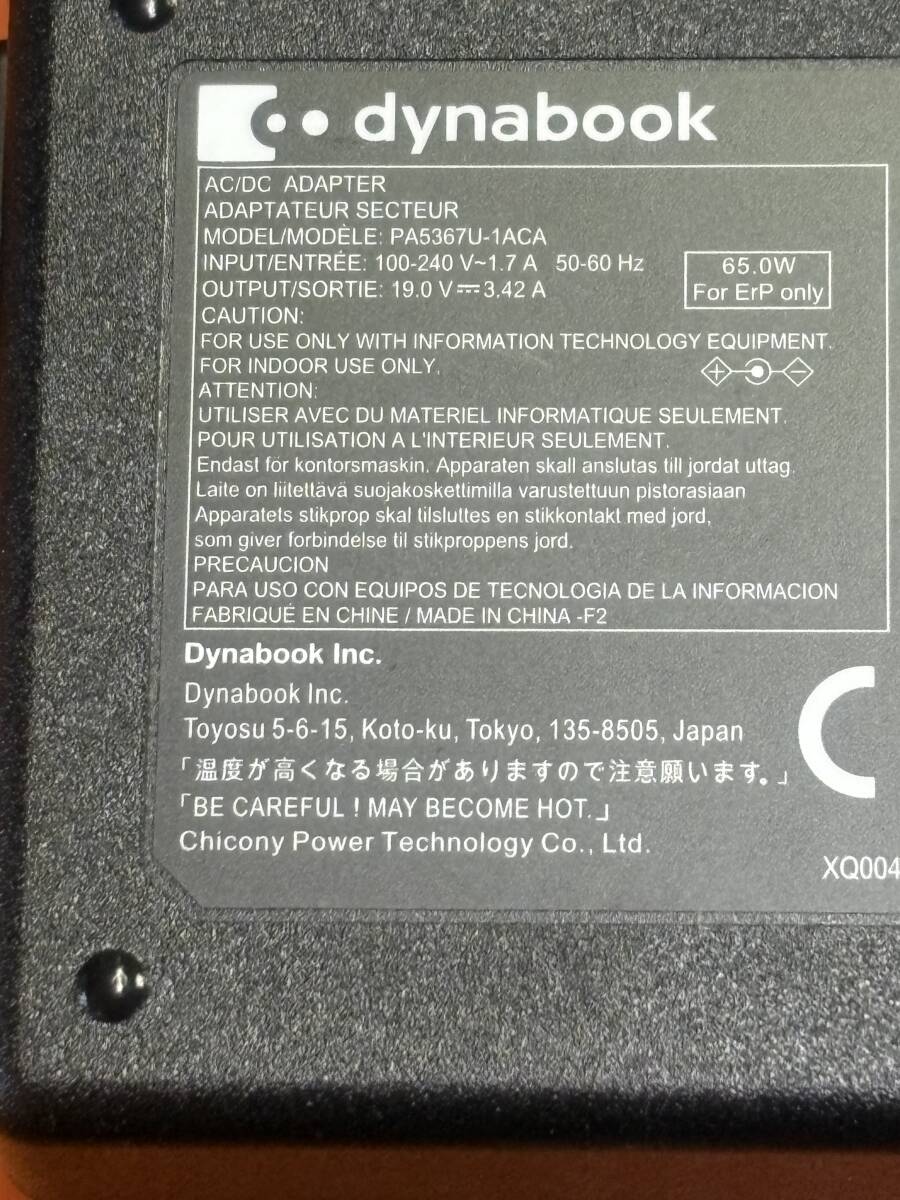 dynabook
AC/DC ADAPTER
ADAPTATEUR SECTEUR
MODEL/MODÈLE: PA5367U-1ACA
INPUT/ENTRÉE: 100-240 V~1.7 A 50-60 Hz
65.0W
OUTPUT/SORTIE: 19.0 V⎓3.42 A
For ErP only
CAUTION:
FOR USE ONLY WITH INFORMATION TECHNOLOGY EQUIPMENT.
FOR INDOOR USE ONLY.
ATTENTION:
UTILISER AVEC DU MATERIEL INFORMATIQUE SEULEMENT.
POUR UTILISATION A L'INTERIEUR SEULEMENT.
Endast för kontorsmaskin. Apparaten skall anslutas till jordat uttag.
Laite on liitettävä suojakoskettimilla varustettuun pistorasiaan
Apparatets stikprop skal tilsluttes en stikkontakt med jord,
som giver forbindelse til stikproppens jord.
PRECAUCION
PARA USO CON EQUIPOS DE TECNOLOGIA DE LA INFORMACION
FABRIQUÉ EN CHINE / MADE IN CHINA -F2
Dynabook Inc.
Dynabook Inc.
Toyosu 5-6-15, Koto-ku, Tokyo, 135-8505, Japan
「温度が高くなる場合がありますので注意願います。」
「BE CAREFUL ! MAY BECOME HOT.」
Chicony Power Technology Co., Ltd.
XQ004